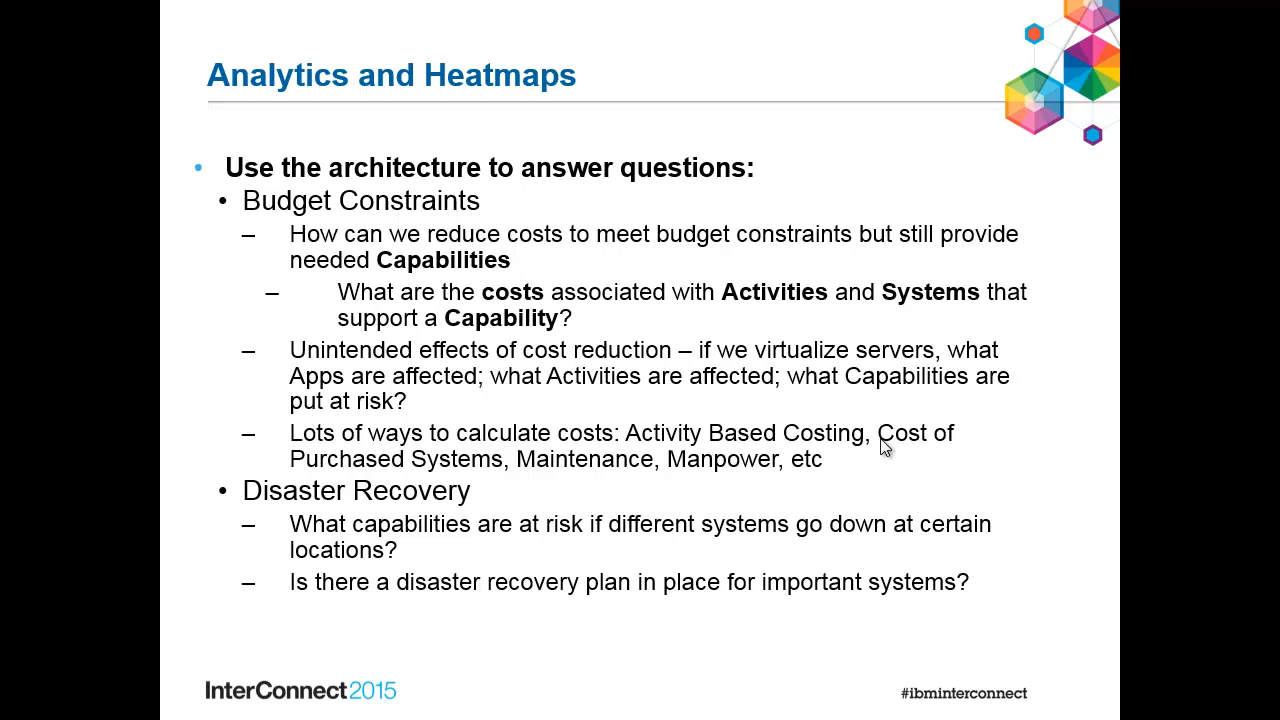 Analytics and Heatmaps
• Use the architecture to answer questions:
• Budget Constraints
– How can we reduce costs to meet budget constraints but still provide
needed Capabilities
– What are the costs associated with Activities and Systems that
support a Capability?
– Unintended effects of cost reduction – if we virtualize servers, what
Apps are affected; what Activities are affected; what Capabilities are
put at risk?
– Lots of ways to calculate costs: Activity Based Costing, Cost of
Purchased Systems, Maintenance, Manpower, etc
• Disaster Recovery
– What capabilities are at risk if different systems go down at certain
locations?
– Is there a disaster recovery plan in place for important systems?
InterConnect2015
#ibminterconnect